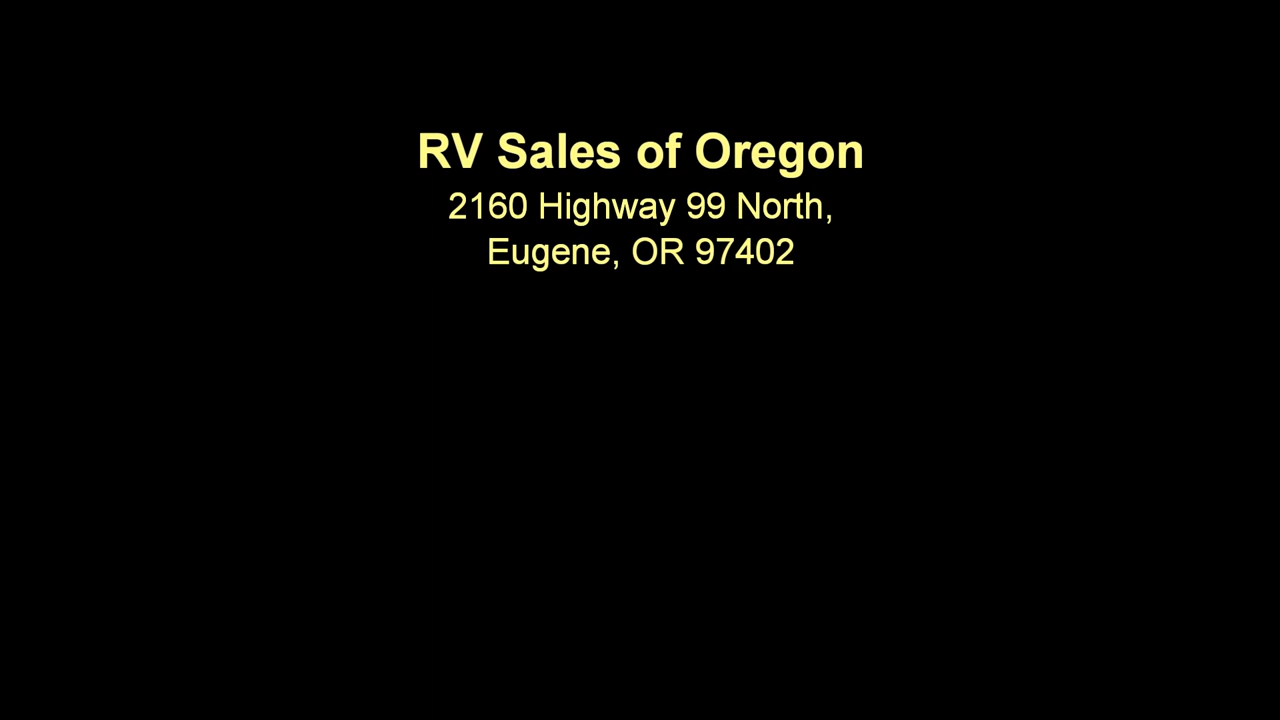 RV Sales of Oregon
2160 Highway 99 North,
Eugene, OR 97402